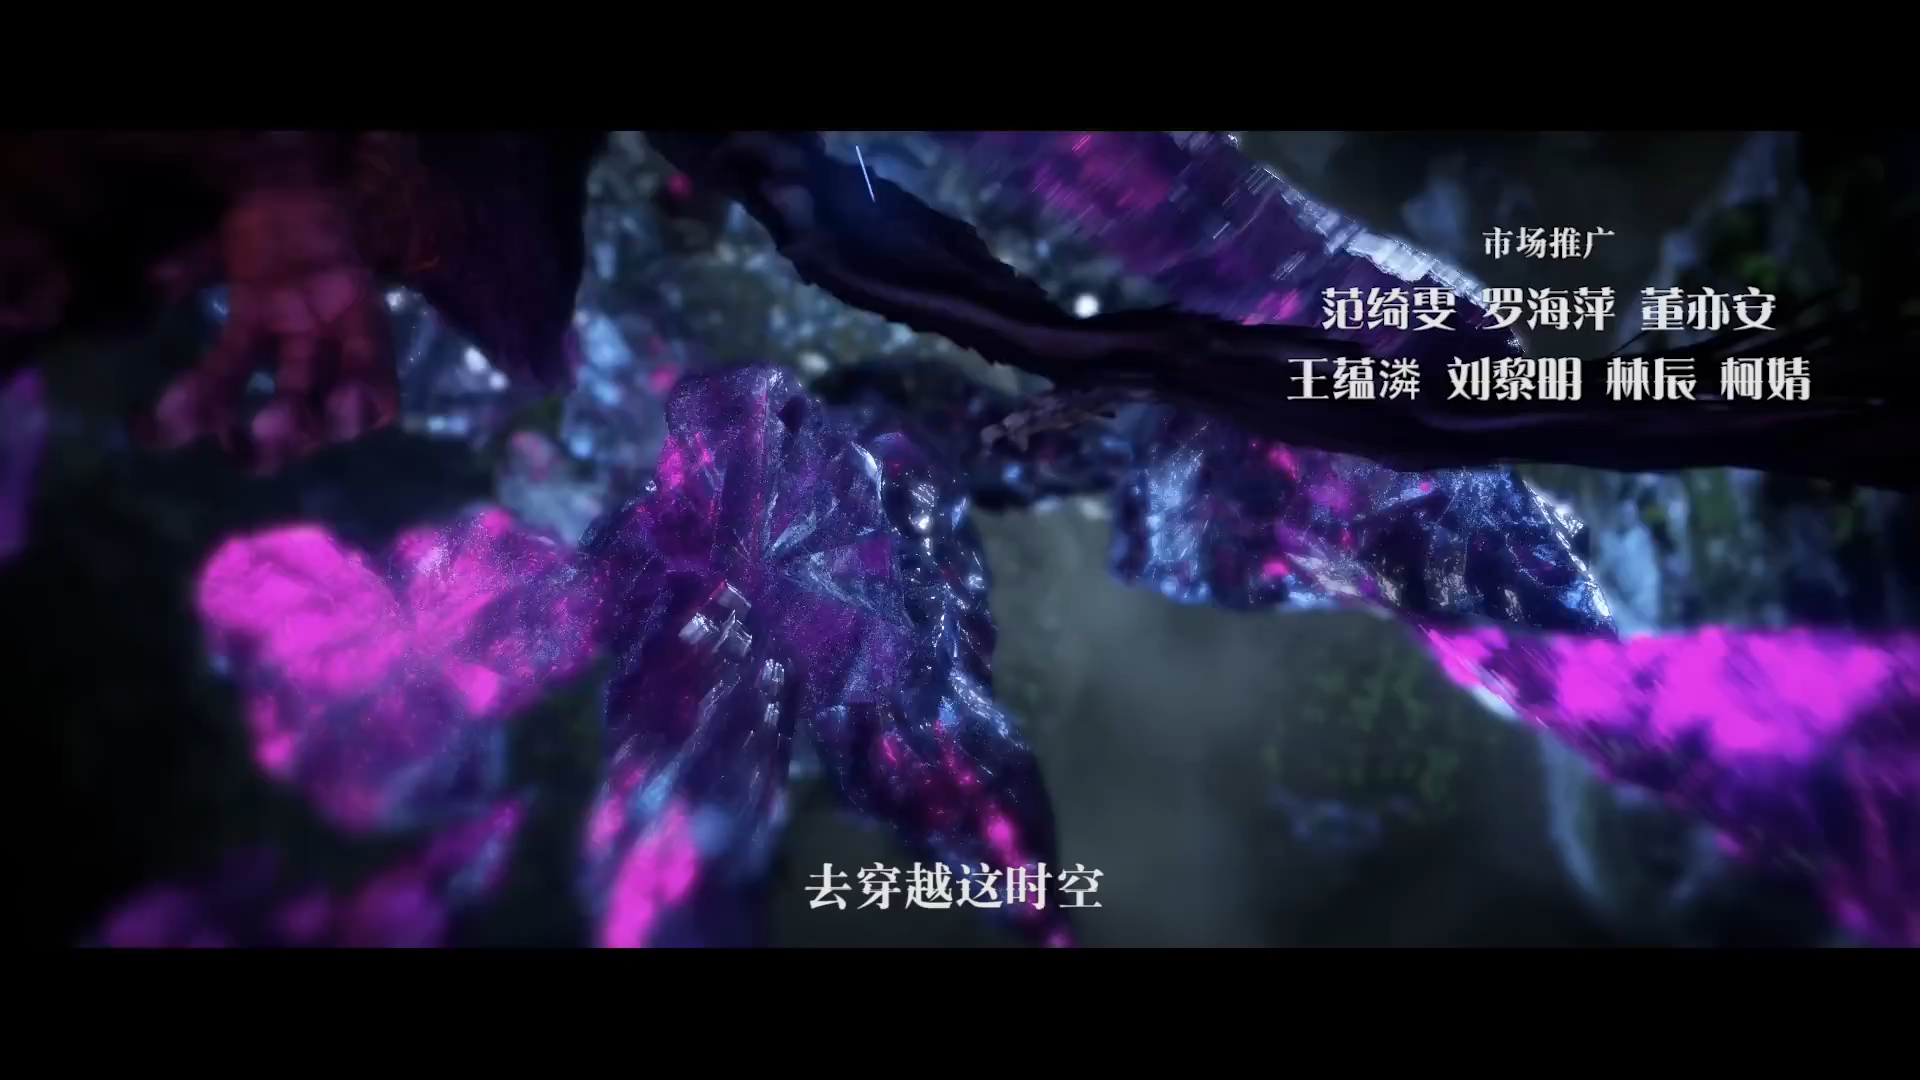 市场推广
范绮雯 罗海萍 董亦安
王蕴潾 刘黎明 林辰 柯婧
去穿越这时空